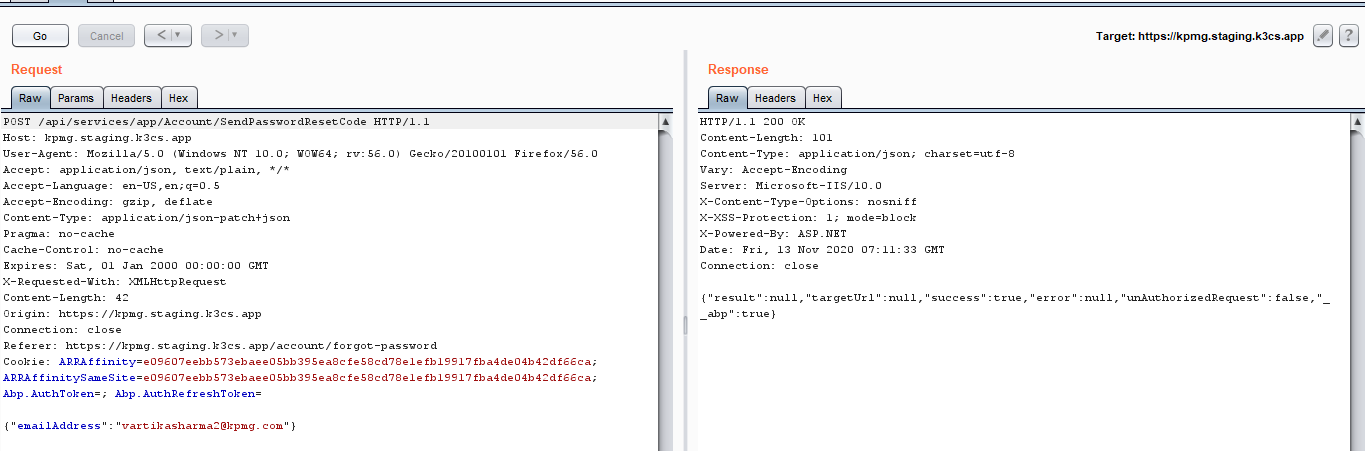 Go
Cancel
<
>
Target: https://kpmg.staging.k3cs.app
?
Request
Raw Params Headers Hex
POST /api/services/app/Account/SendPasswordResetCode HTTP/1.1
Host: kpmg.staging.k3cs.app
User-Agent: Mozilla/5.0 (Windows NT 10.0; WOW64; rv:56.0) Gecko/20100101 Firefox/56.0
Accept: application/json, text/plain, */*
Accept-Language: en-US,en;q=0.5
Accept-Encoding: gzip, deflate
Content-Type: application/json-patch+json
Pragma: no-cache
Cache-Control: no-cache
Expires: Sat, 01 Jan 2000 00:00:00 GMT
X-Requested-With: XMLHttpRequest
Content-Length: 42
Origin: https://kpmg.staging.k3cs.app
Connection: close
Referer: https://kpmg.staging.k3cs.app/account/forgot-password
Cookie: ARRAffinity=e09607eebb573ebaee05bb395ea8cfe58cd78e1efb19917fba4de04b42df66ca;
ARRAffinitySameSite=e09607eebb573ebaee05bb395ea8cfe58cd78e1efb19917fba4de04b42df66ca;
Abp.AuthToken=; Abp.AuthRefreshToken=
{"emailAddress":"vartikasharma2@kpmg.com"}
Response
Raw Headers Hex
HTTP/1.1 200 OK
Content-Length: 101
Content-Type: application/json; charset=utf-8
Vary: Accept-Encoding
Server: Microsoft-IIS/10.0
X-Content-Type-Options: nosniff
X-XSS-Protection: 1; mode=block
X-Powered-By: ASP.NET
Date: Fri, 13 Nov 2020 07:11:33 GMT
Connection: close
{"result":null,"targetUrl":null,"success":true,"error":null,"unAuthorizedRequest":false,"_
_abp":true}